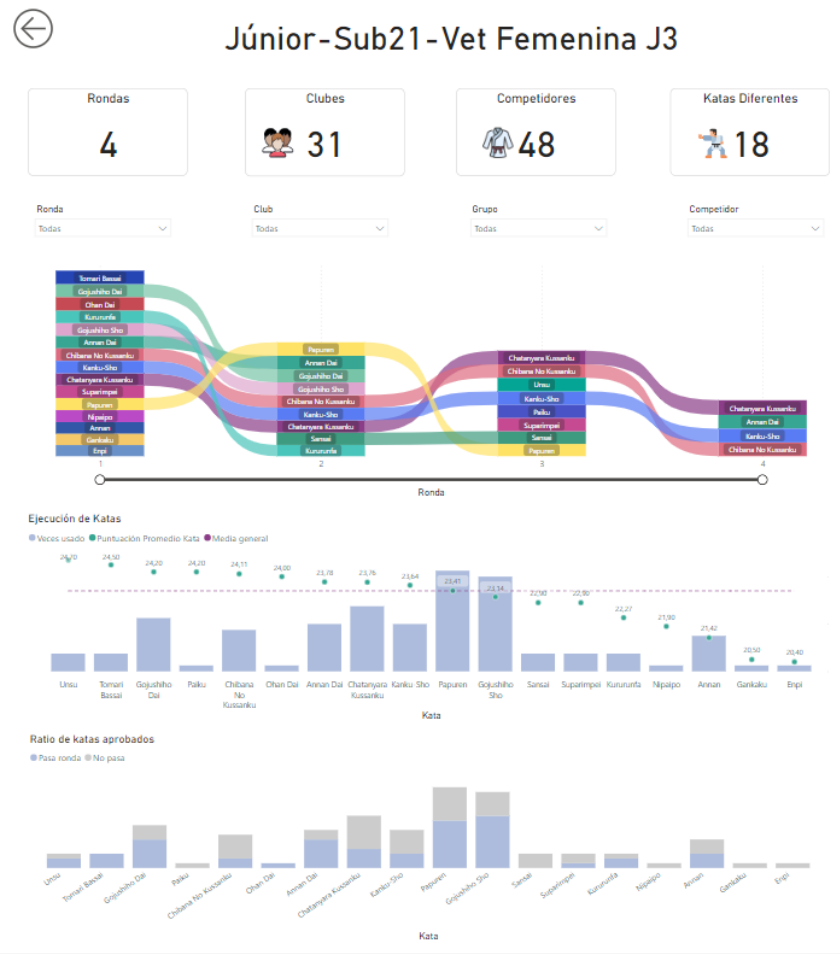 Júnior-Sub21-Vet Femenina J3
Rondas
4
Clubes
31
Competidores
48
Katas Diferentes
18
Ronda
Todas
Club
Todas
Grupo
Todas
Competidor
Todas
Tomari Bassai
Gojushiho Dai
Ohan Dai
Kururunfa
Gojushiho Sho
Annan Dai
Chibana No Kussanku
Kanku-Sho
Chatanyara Kussanku
Suparimpei
Papuren
Nipaipo
Annan
Gankaku
Enpi
Papuren
Annan Dai
Gojushiho Dai
Gojushiho Sho
Chibana No Kussanku
Kanku-Sho
Chatanyara Kussanku
Sansai
Kururunfa
Chatanyara Kussanku
Chibana No Kussanku
Unsu
Kanku-Sho
Paiku
Suparimpei
Sansai
Papuren
Chatanyara Kussanku
Annan Dai
Kanku-Sho
Chibana No Kussanku
1 2 3 4
Ronda
Ejecución de Katas
Veces usado Puntuación Promedio Kata Media general
24,70 24,50 24,20 24,20 24,11 24,00 23,78 23,76 23,64 23,41 23,14 22,90 22,90 22,27 21,90 21,42 20,50 20,40
Unsu Tomari Bassai Gojushiho Dai Paiku Chibana No Kussanku Ohan Dai Annan Dai Chatanyara Kussanku Kanku-Sho Papuren Gojushiho Sho Sansai Suparimpei Kururunfa Nipaipo Annan Gankaku Enpi
Kata
Ratio de katas aprobados
Pasa ronda No pasa
Unsu Tomari Bassai Gojushiho Dai Paiku Chibana No Kussanku Ohan Dai Annan Dai Chatanyara Kussanku Kanku-Sho Papuren Gojushiho Sho Sansai Suparimpei Kururunfa Nipaipo Annan Gankaku Enpi
Kata